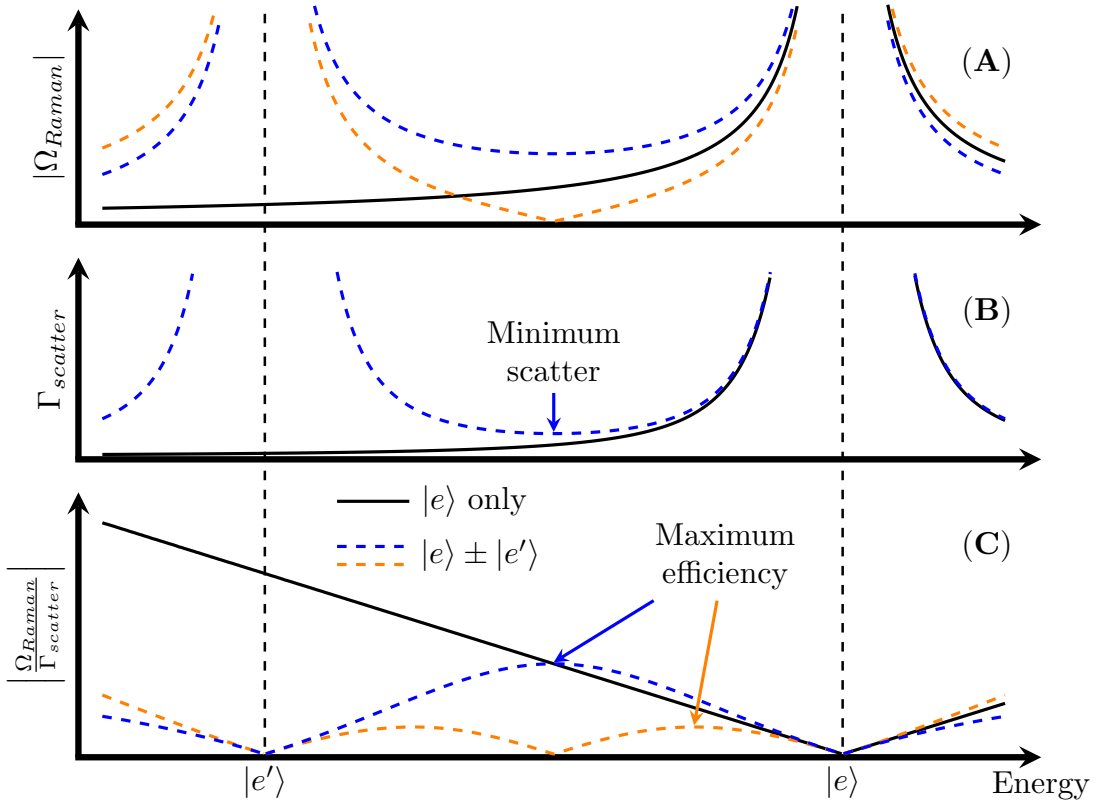 |Ω_Raman|
(A)
Γ_scatter
(B)
Minimum
scatter
|Ω_Raman/Γ_scatter|
(C)
|e⟩ only
|e⟩ ± |e′⟩
Maximum
efficiency
|e′⟩
|e⟩
Energy